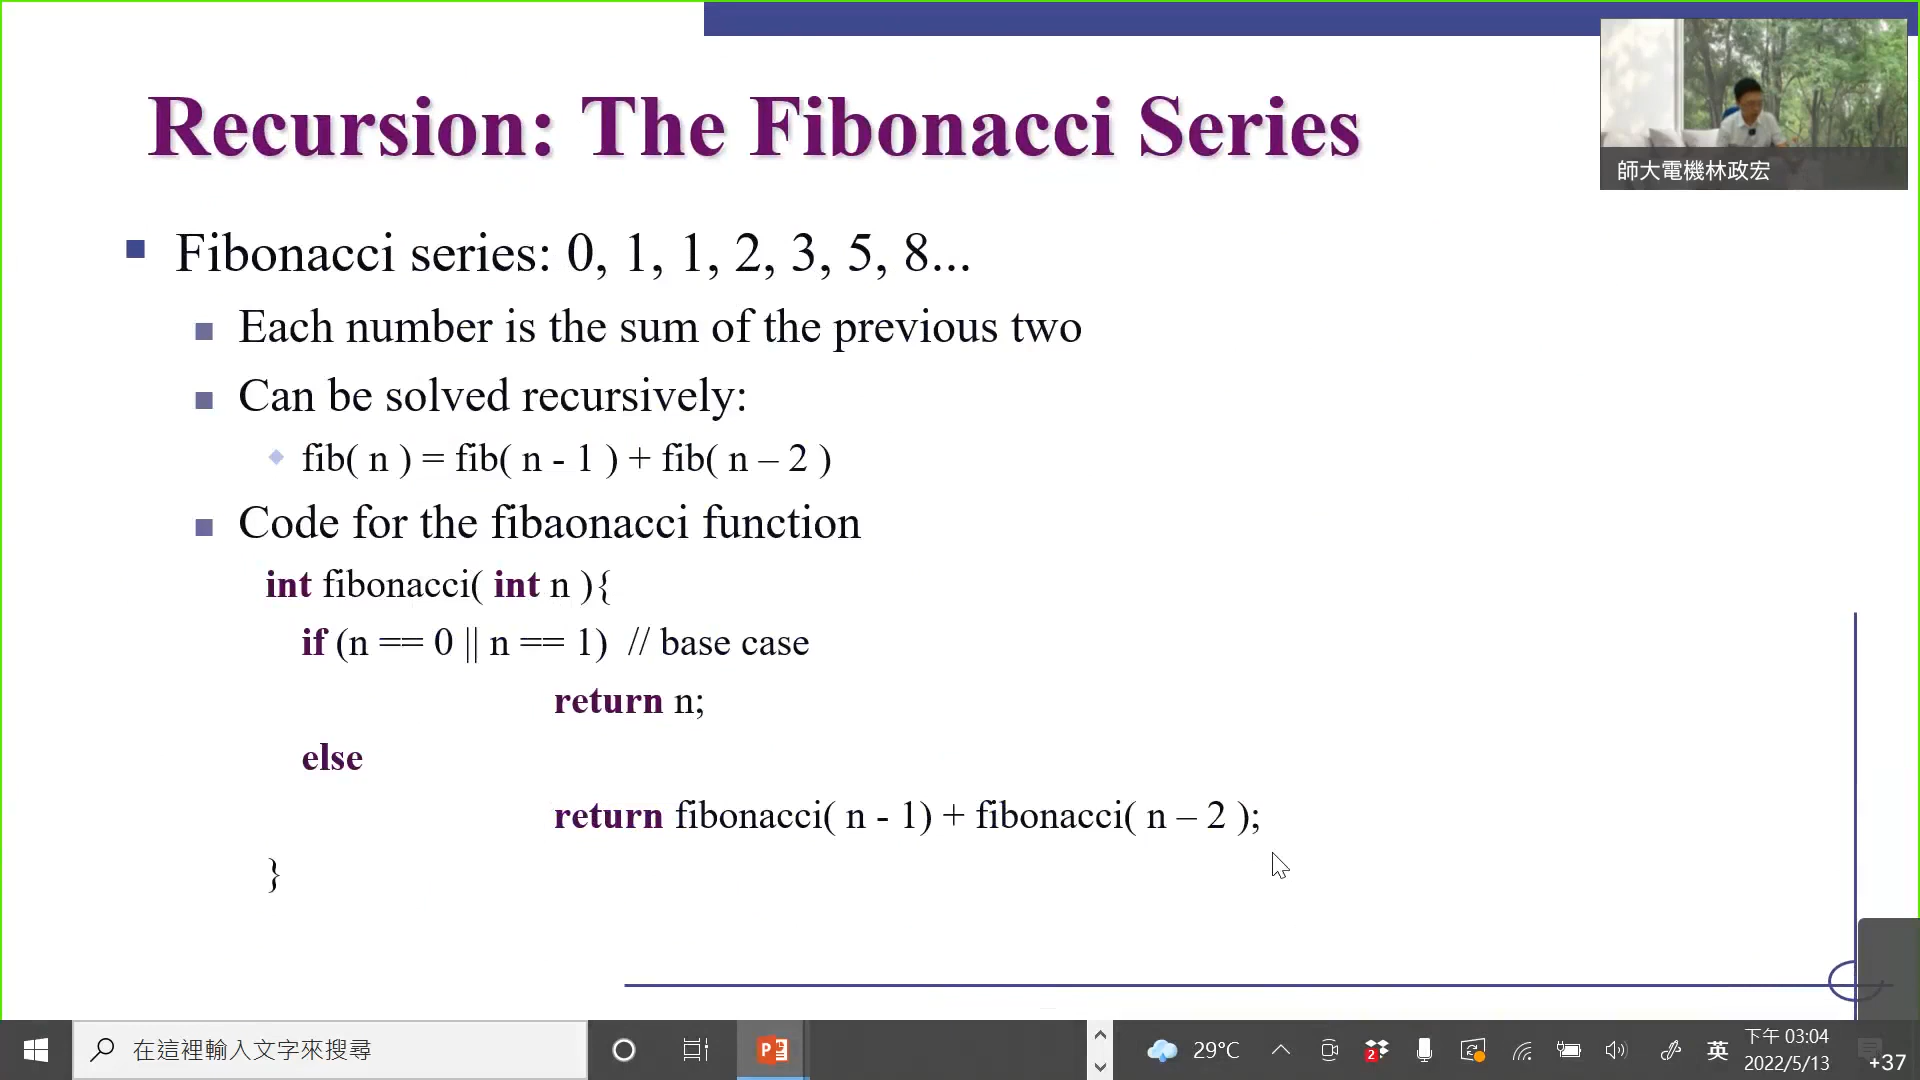 Recursion: The Fibonacci Series
師大電機林政宏
Fibonacci series: 0, 1, 1, 2, 3, 5, 8...
Each number is the sum of the previous two
Can be solved recursively:
fib( n ) = fib( n - 1 ) + fib( n – 2 )
Code for the fibaonacci function
int fibonacci( int n ){
if (n == 0 || n == 1)  // base case
return n;
else
return fibonacci( n - 1) + fibonacci( n – 2 );
}
在這裡輸入文字來搜尋
29°C
2
英
下午 03:04
2022/5/13
+37